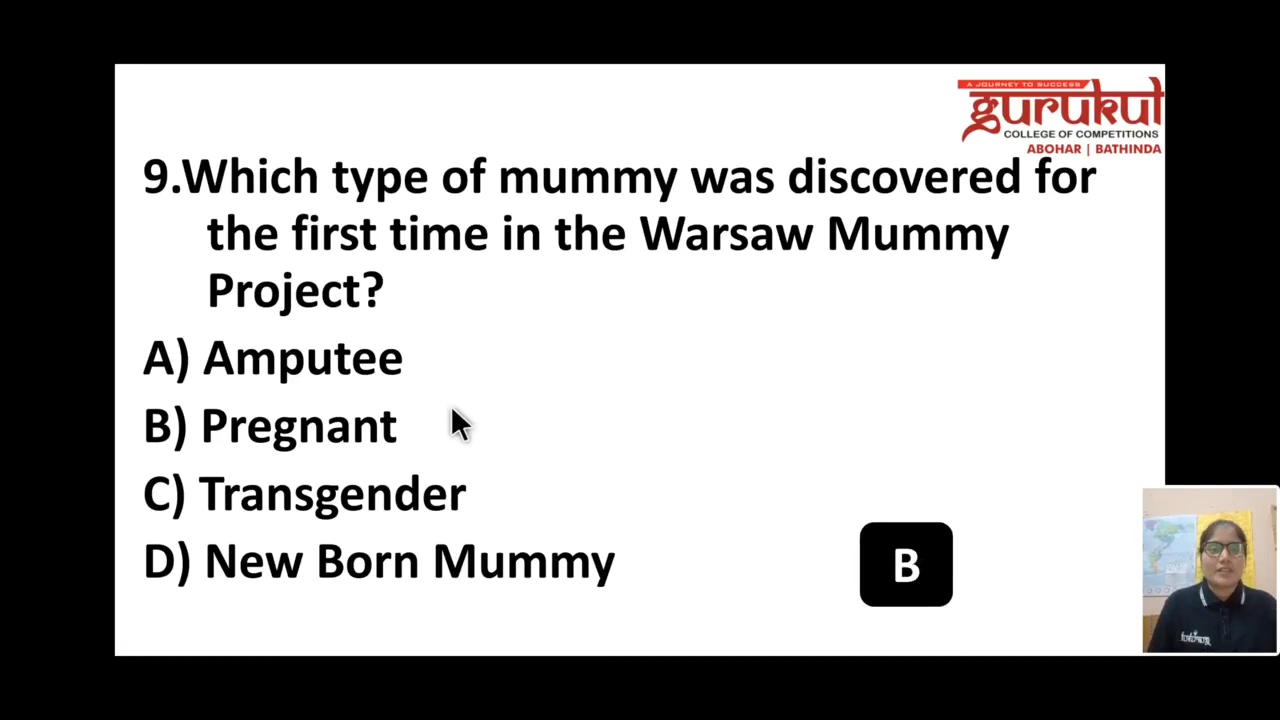 A JOURNEY TO SUCCESS
gurukul
COLLEGE OF COMPETITIONS
ABOHAR | BATHINDA
9.Which type of mummy was discovered for
the first time in the Warsaw Mummy
Project?
A) Amputee
B) Pregnant
C) Transgender
D) New Born Mummy
B